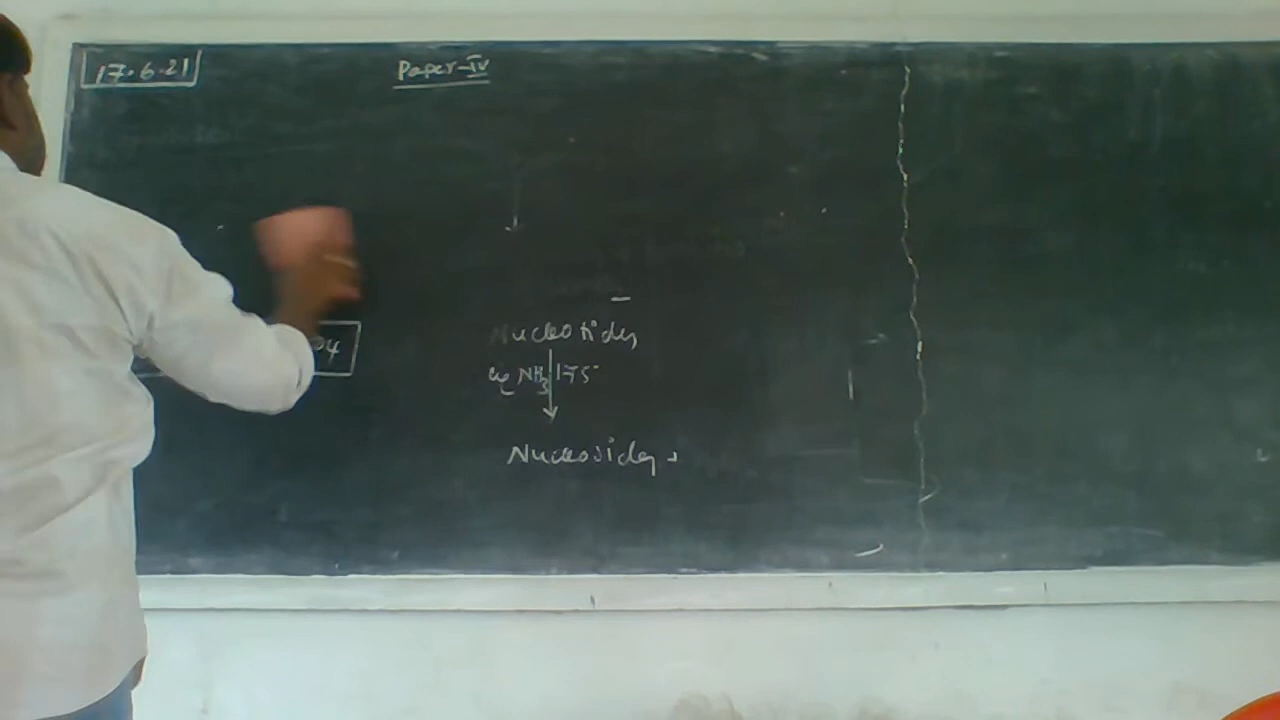 17.6.21
Paper-IV
Nucleotides
NH3 175°
Nucleosides +